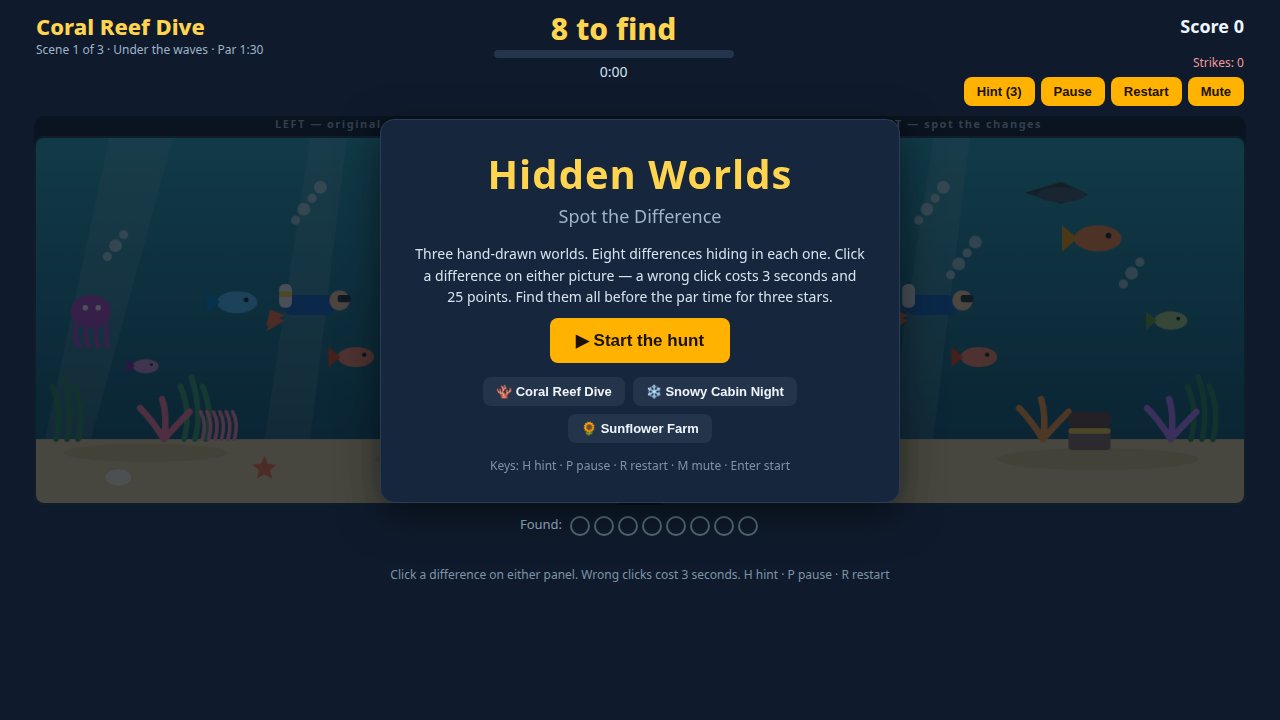 Coral Reef Dive
Scene 1 of 3 · Under the waves · Par 1:30
8 to find
0:00
Score 0
Strikes: 0
Hint (3)
Pause
Restart
Mute
LEFT — original
— spot the changes
Hidden Worlds
Spot the Difference
Three hand-drawn worlds. Eight differences hiding in each one. Click
a difference on either picture — a wrong click costs 3 seconds and
25 points. Find them all before the par time for three stars.
▶ Start the hunt
🪸 Coral Reef Dive
❄️ Snowy Cabin Night
🌻 Sunflower Farm
Keys: H hint · P pause · R restart · M mute · Enter start
Found:
Click a difference on either panel. Wrong clicks cost 3 seconds. H hint · P pause · R restart